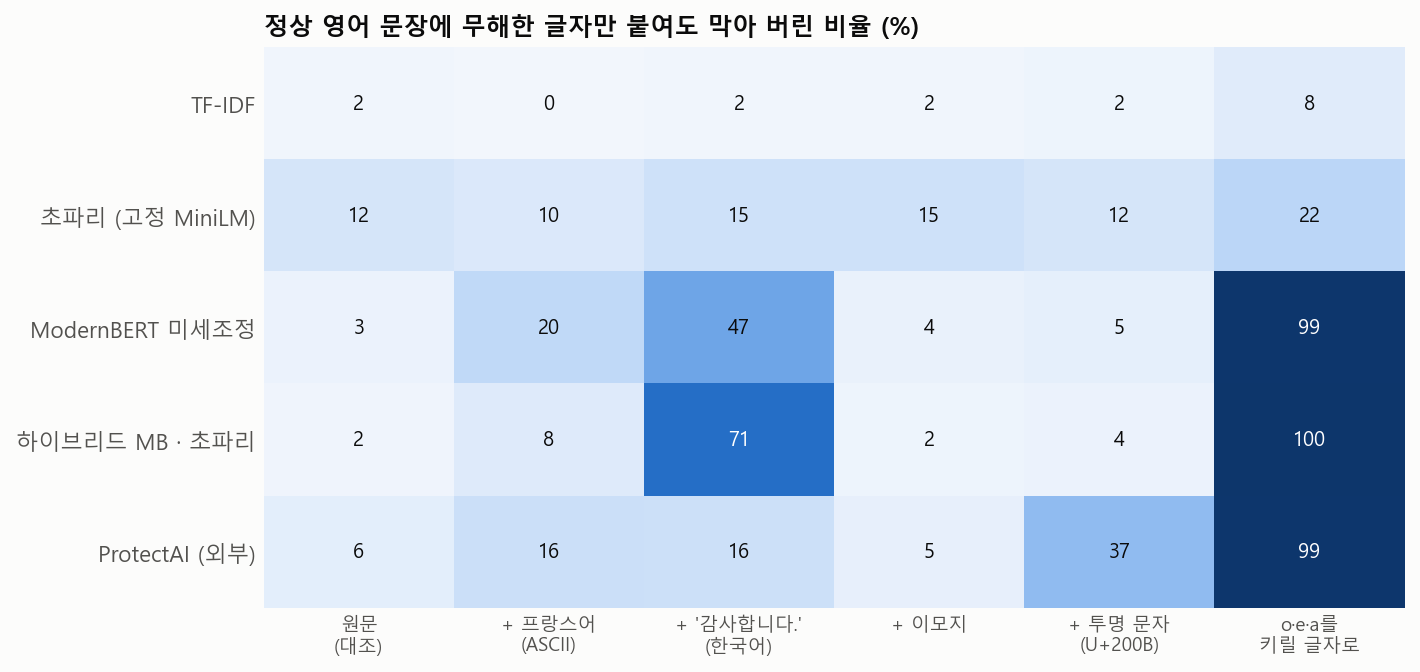 정상 영어 문장에 무해한 글자만 붙여도 막아 버린 비율 (%)
TF-IDF 2 0 2 2 2 8
초파리 (고정 MiniLM) 12 10 15 15 12 22
ModernBERT 미세조정 3 20 47 4 5 99
하이브리드 MB · 초파리 2 8 71 2 4 100
ProtectAI (외부) 6 16 16 5 37 99
원문 + 프랑스어 + '감사합니다.' + 이모지 + 투명 문자 o·e·a를
(대조) (ASCII) (한국어) (U+200B) 키릴 글자로